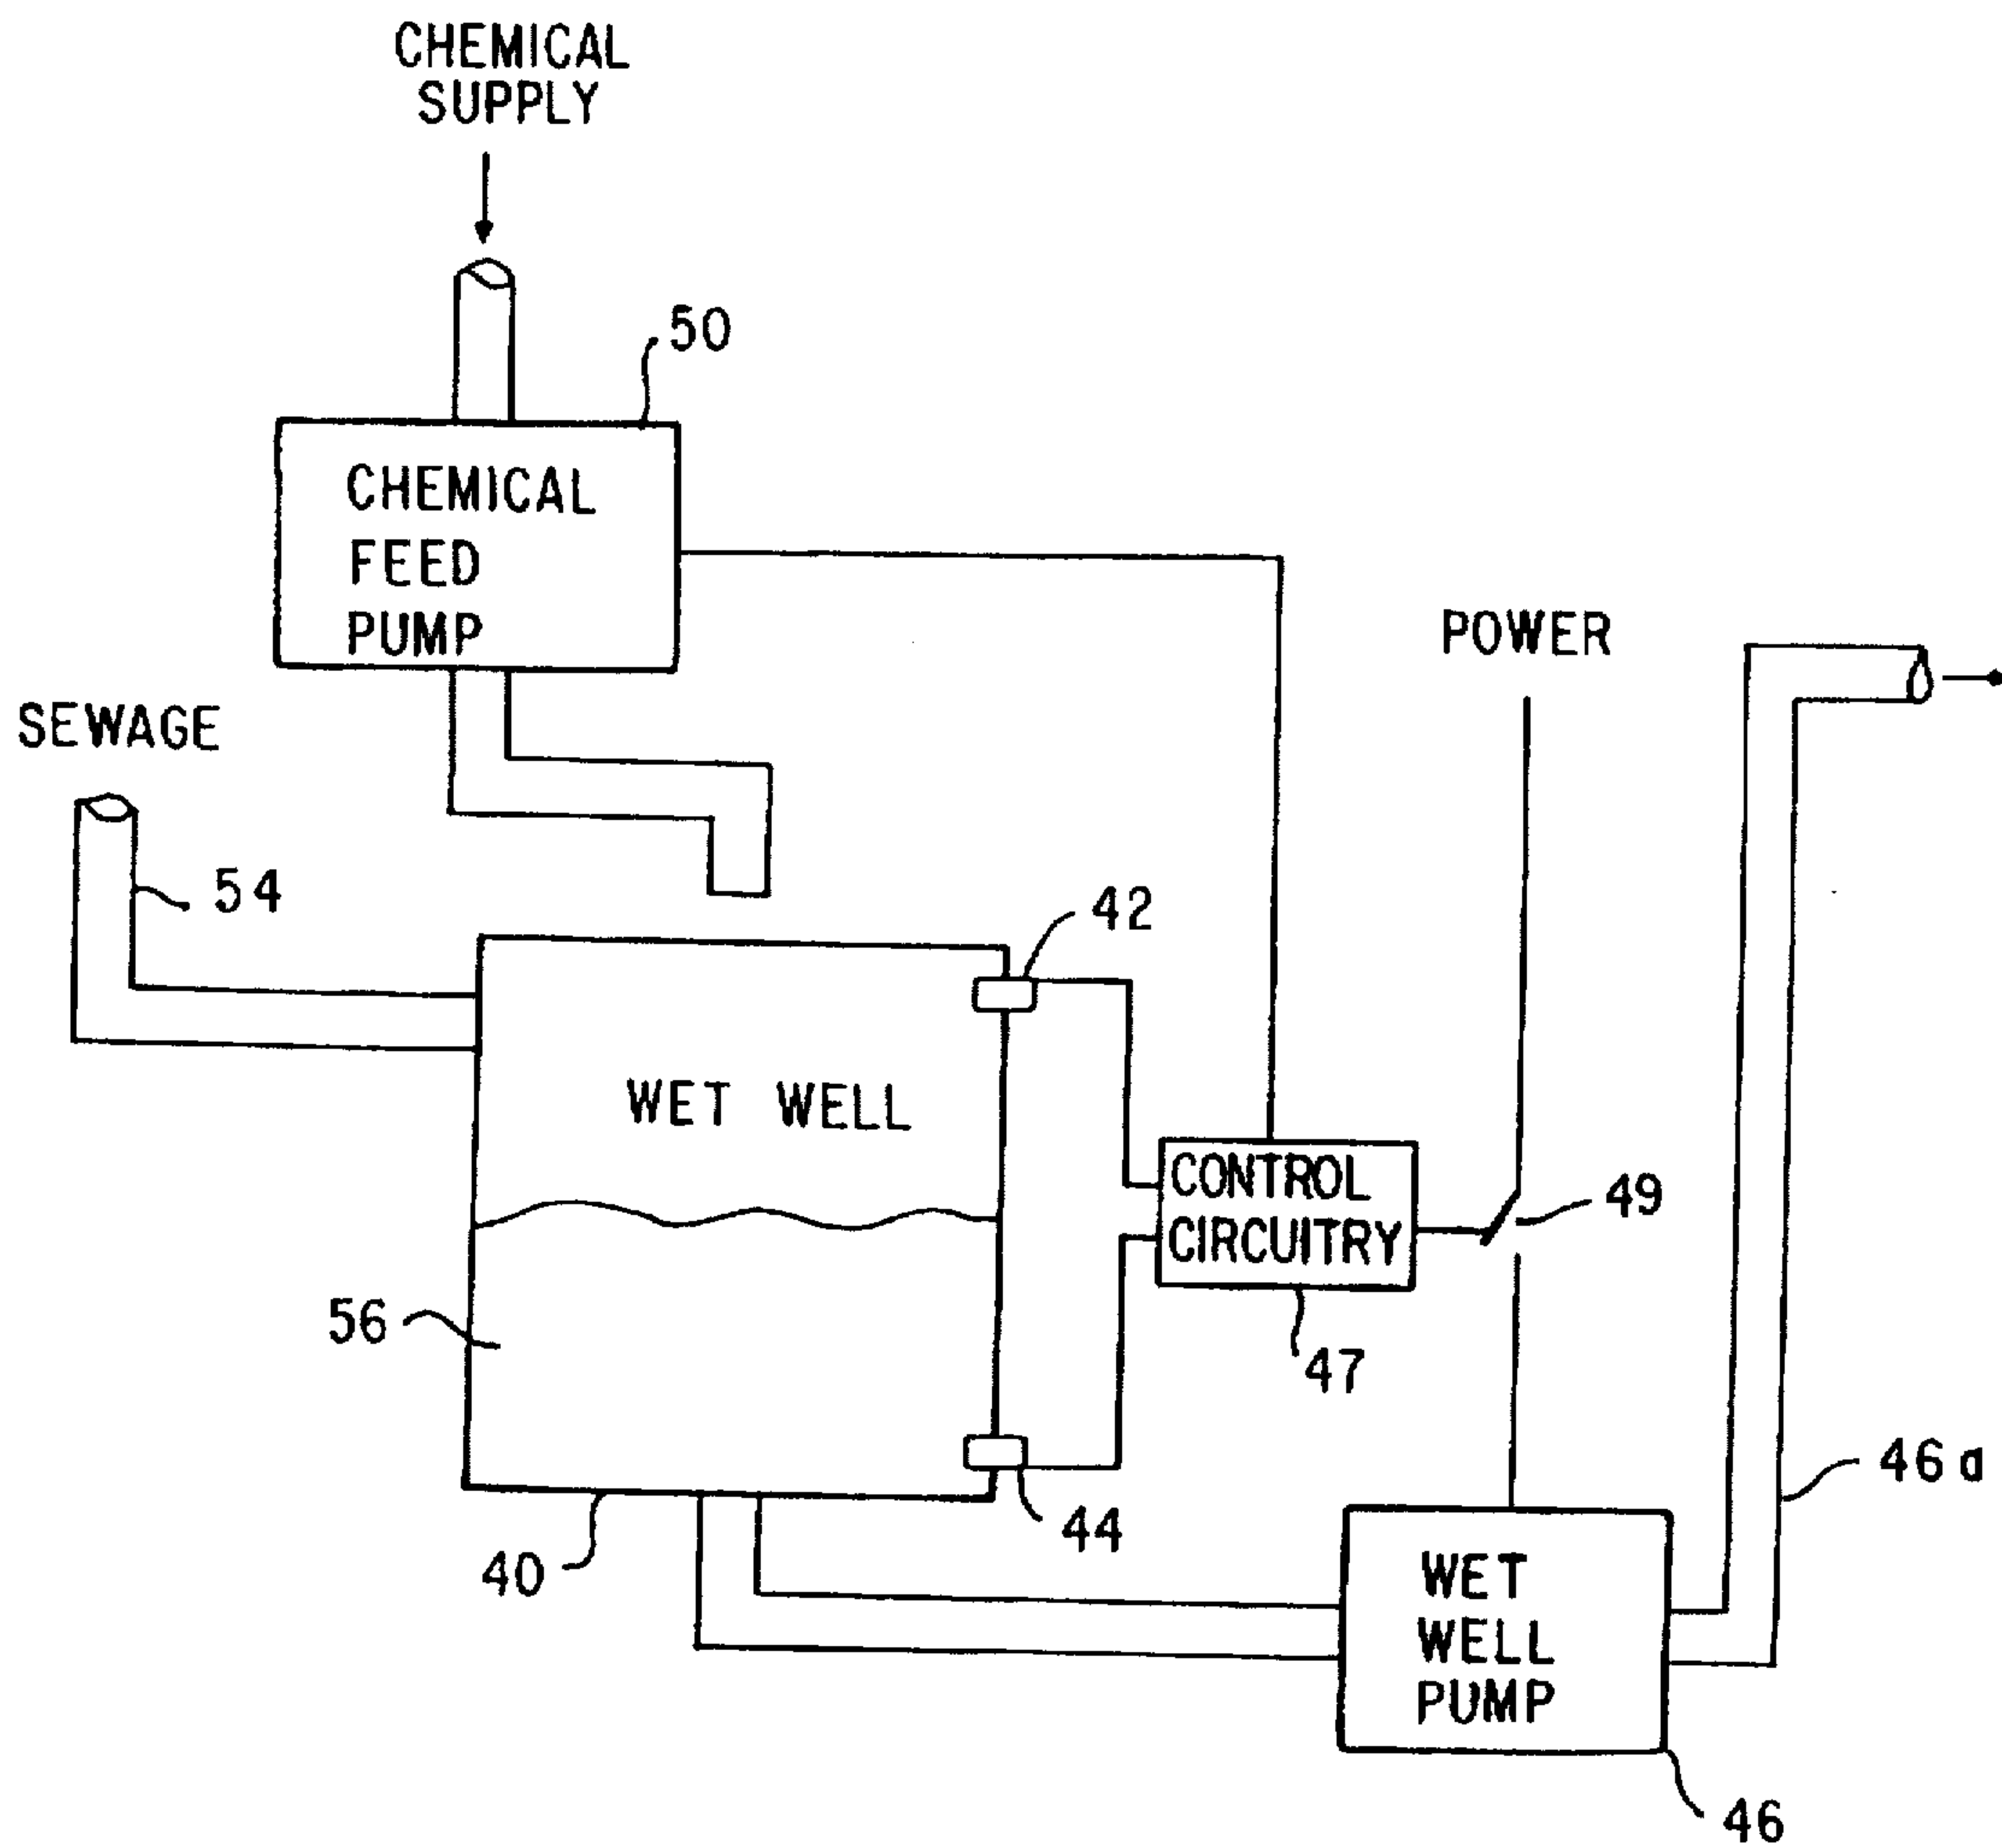 CHEMICAL
SUPPLY
50
CHEMICAL
FEED
PUMP
POWER
SEWAGE
54
42
WET WELL
CONTROL
CIRCUITRY
49
56
47
46a
44
40
WET
WELL
PUMP
46